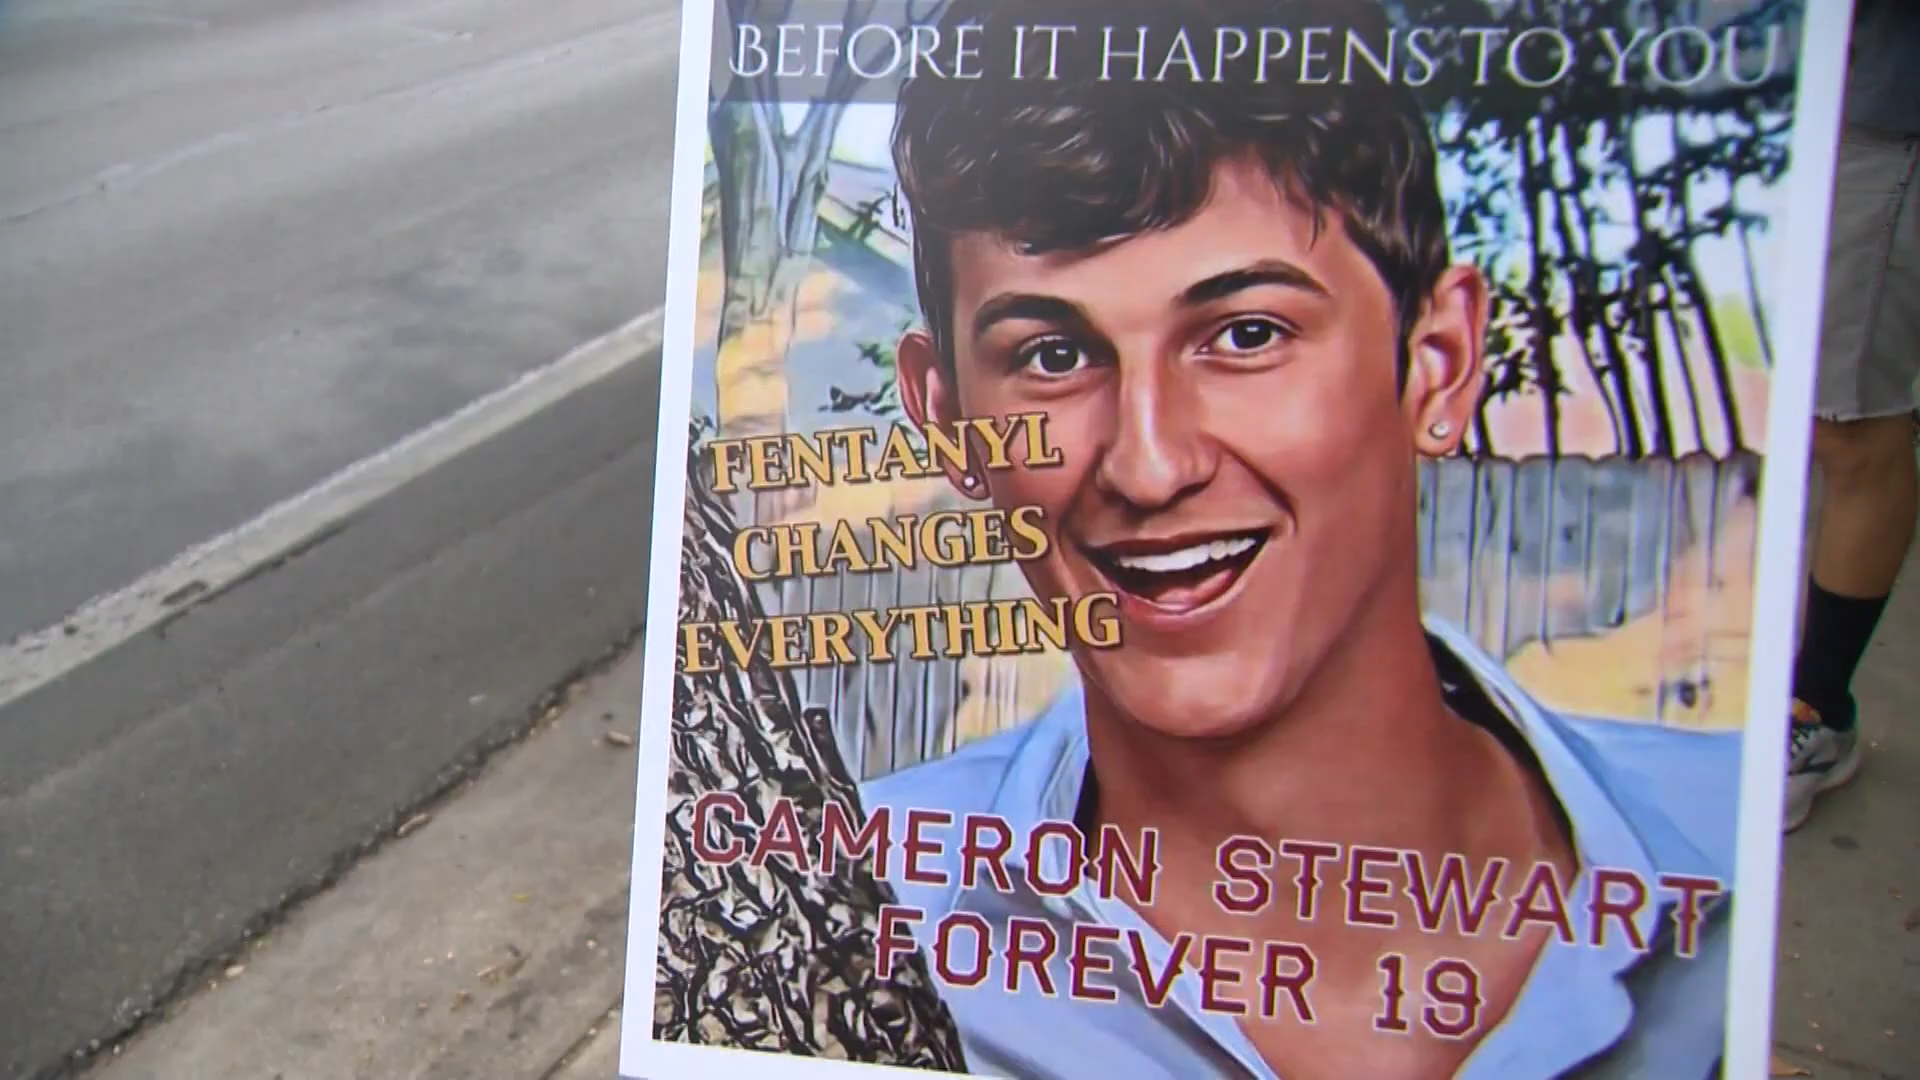 BEFORE IT HAPPENS TO YOU
FENTANYL
CHANGES
EVERYTHING
CAMERON STEWART
FOREVER 19